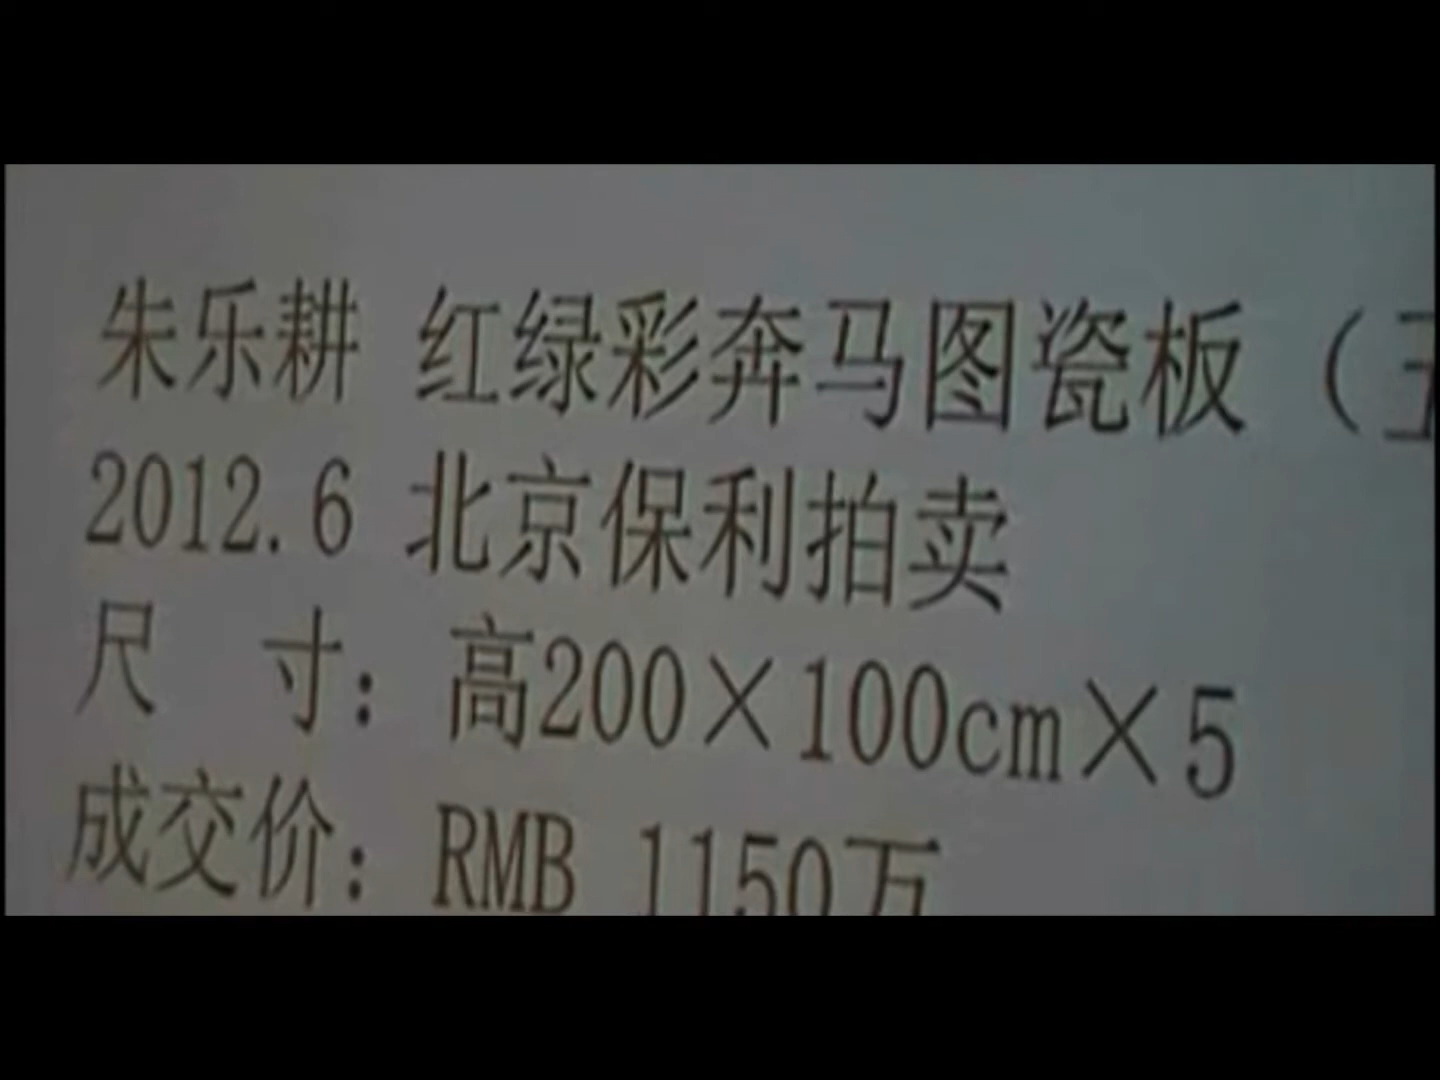 朱乐耕 红绿彩奔马图瓷板（
2012.6 北京保利拍卖
尺 寸：高200×100cm×5
成交价：RMB 1150万